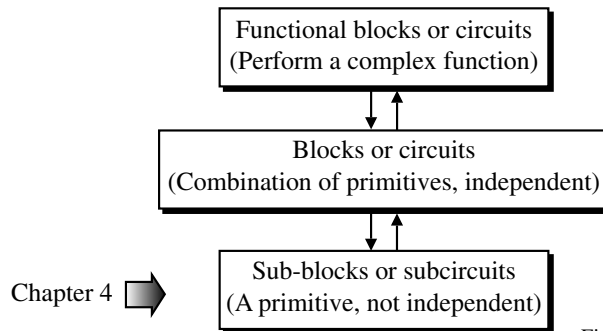 Functional blocks or circuits
(Perform a complex function)
Blocks or circuits
(Combination of primitives, independent)
Sub-blocks or subcircuits
(A primitive, not independent)
Chapter 4